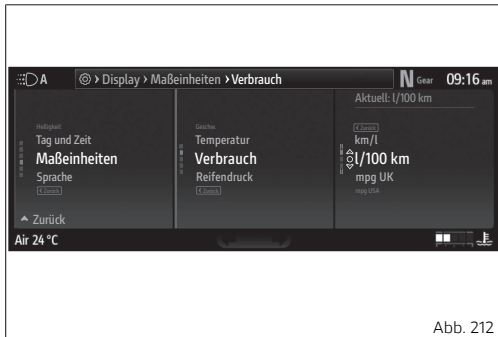 A
> Display > Maßeinheiten > Verbrauch
N Gear 09:16 am
Helligkeit
Tag und Zeit
Maßeinheiten
Sprache
< Zurück
Zurück
Geschw.
Temperatur
Verbrauch
Reifendruck
< Zurück
Aktuell: l/100 km
< Zurück
km/l
l/100 km
mpg UK
mpg USA
Air 24 °C
Abb. 212